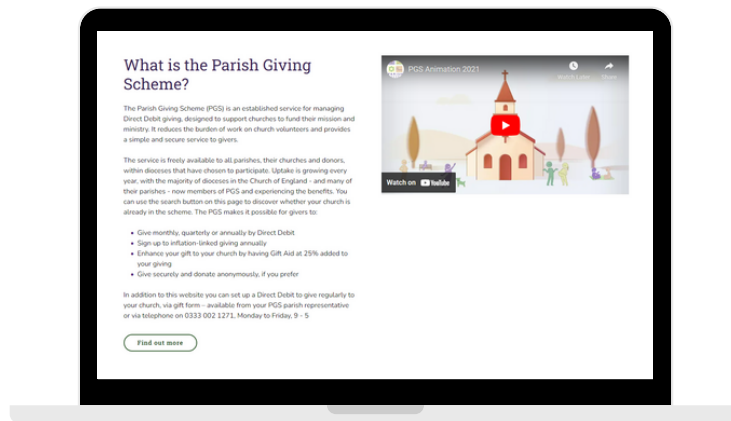 What is the Parish Giving
Scheme?
The Parish Giving Scheme (PGS) is an established service for managing
Direct Debit giving, designed to support churches to fund their mission and
ministry. It reduces the burden of work on church volunteers and provides
a simple and secure service to givers.
The service is freely available to all parishes, their churches and donors,
within dioceses that have chosen to participate. Uptake is growing every
year, with the majority of dioceses in the Church of England - and many of
their parishes - now members of PGS and experiencing the benefits. You
can use the search button on this page to discover whether your church is
already in the scheme. The PGS makes it possible for givers to:
• Give monthly, quarterly or annually by Direct Debit
• Sign up to inflation-linked giving annually
• Enhance your gift to your church by having Gift Aid at 25% added to
your giving
• Give securely and donate anonymously, if you prefer
In addition to this website you can set up a Direct Debit to give regularly to
your church, via gift form - available from your PGS parish representative
or via telephone on 0333 002 1271, Monday to Friday, 9 - 5
Find out more
PGS Animation 2021
Watch Later
Share
Watch on YouTube